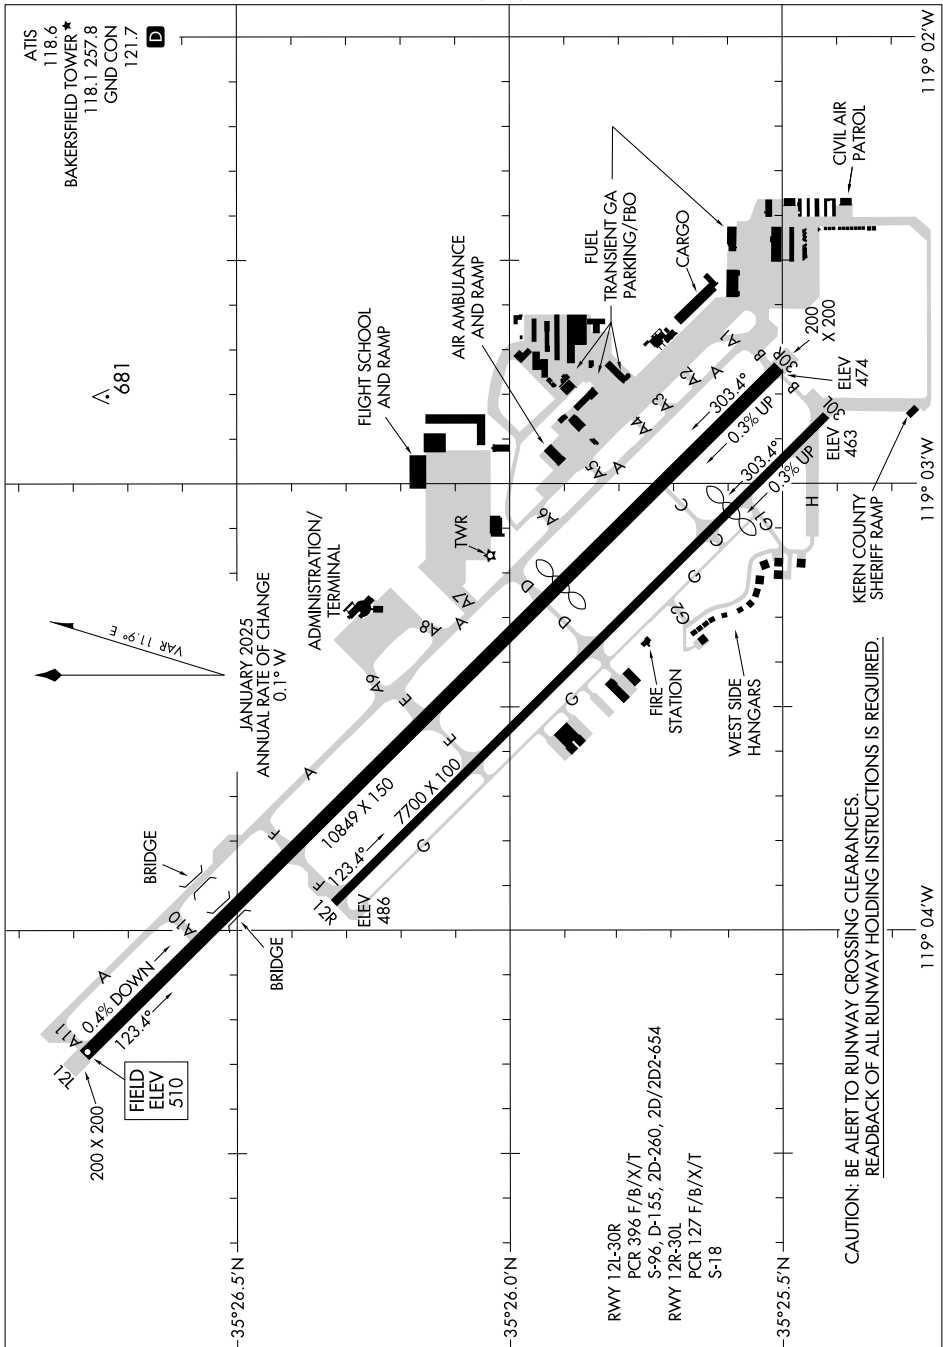 ATIS
118.6
BAKERSFIELD TOWER★
118.1 257.8
GND CON
121.7
D
681
VAR 11.9° E
JANUARY 2025
ANNUAL RATE OF CHANGE
0.1° W
ADMINISTRATION/
TERMINAL
FLIGHT SCHOOL
AND RAMP
TWR
AIR AMBULANCE
AND RAMP
FUEL
TRANSIENT GA
PARKING/FBO
CARGO
CIVIL AIR
PATROL
BRIDGE
BRIDGE
12L
A11
A
0.4% DOWN
123.4°
A10
200 X 200
FIELD
ELEV
510
F
A
A9
E
A8
A
A7
D
A6
A5
A
A4
A3
A2
A
A1
B
B
30R
200
X 200
ELEV
474
303.4°
0.3% UP
10849 X 150
F
12R
ELEV
486
123.4°
7700 X 100
E
D
C
C
303.4°
0.3% UP
30L
ELEV
463
G
G
G
G2
G1
H
FIRE
STATION
WEST SIDE
HANGARS
KERN COUNTY
SHERIFF RAMP
35°26.5'N
35°26.0'N
35°25.5'N
119° 04'W
119° 03'W
119° 02'W
RWY 12L-30R
PCR 396 F/B/X/T
S-96, D-155, 2D-260, 2D/2D2-654
RWY 12R-30L
PCR 127 F/B/X/T
S-18
CAUTION: BE ALERT TO RUNWAY CROSSING CLEARANCES.
READBACK OF ALL RUNWAY HOLDING INSTRUCTIONS IS REQUIRED.